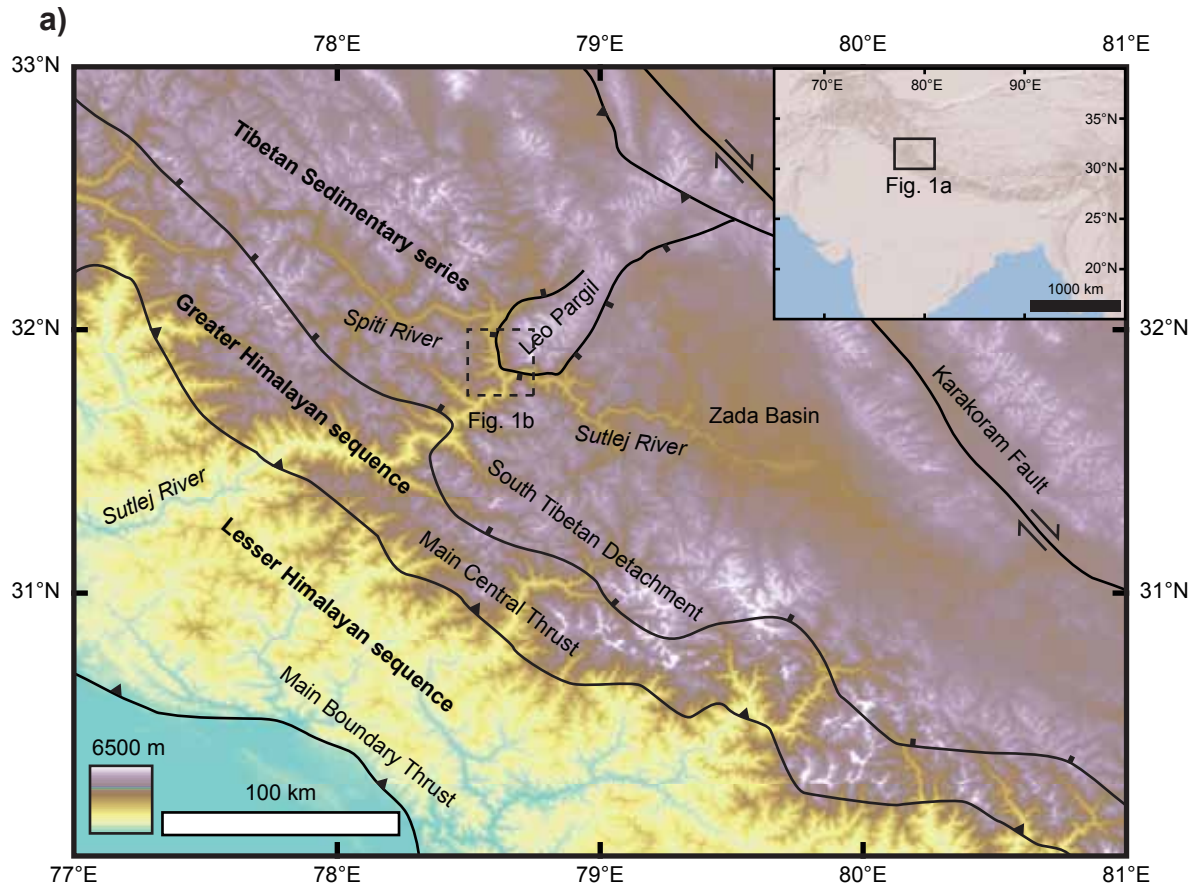 a)
78°E
79°E
80°E
81°E
33°N
70°E
80°E
90°E
35°N
30°N
25°N
20°N
Fig. 1a
1000 km
Tibetan Sedimentary series
Leo Pargil
32°N
32°N
Spiti River
Greater Himalayan sequence
Karakoram Fault
Zada Basin
Fig. 1b
Sutlej River
Sutlej River
South Tibetan Detachment
Main Central Thrust
Lesser Himalayan sequence
31°N
31°N
Main Boundary Thrust
6500 m
100 km
77°E
78°E
79°E
80°E
81°E